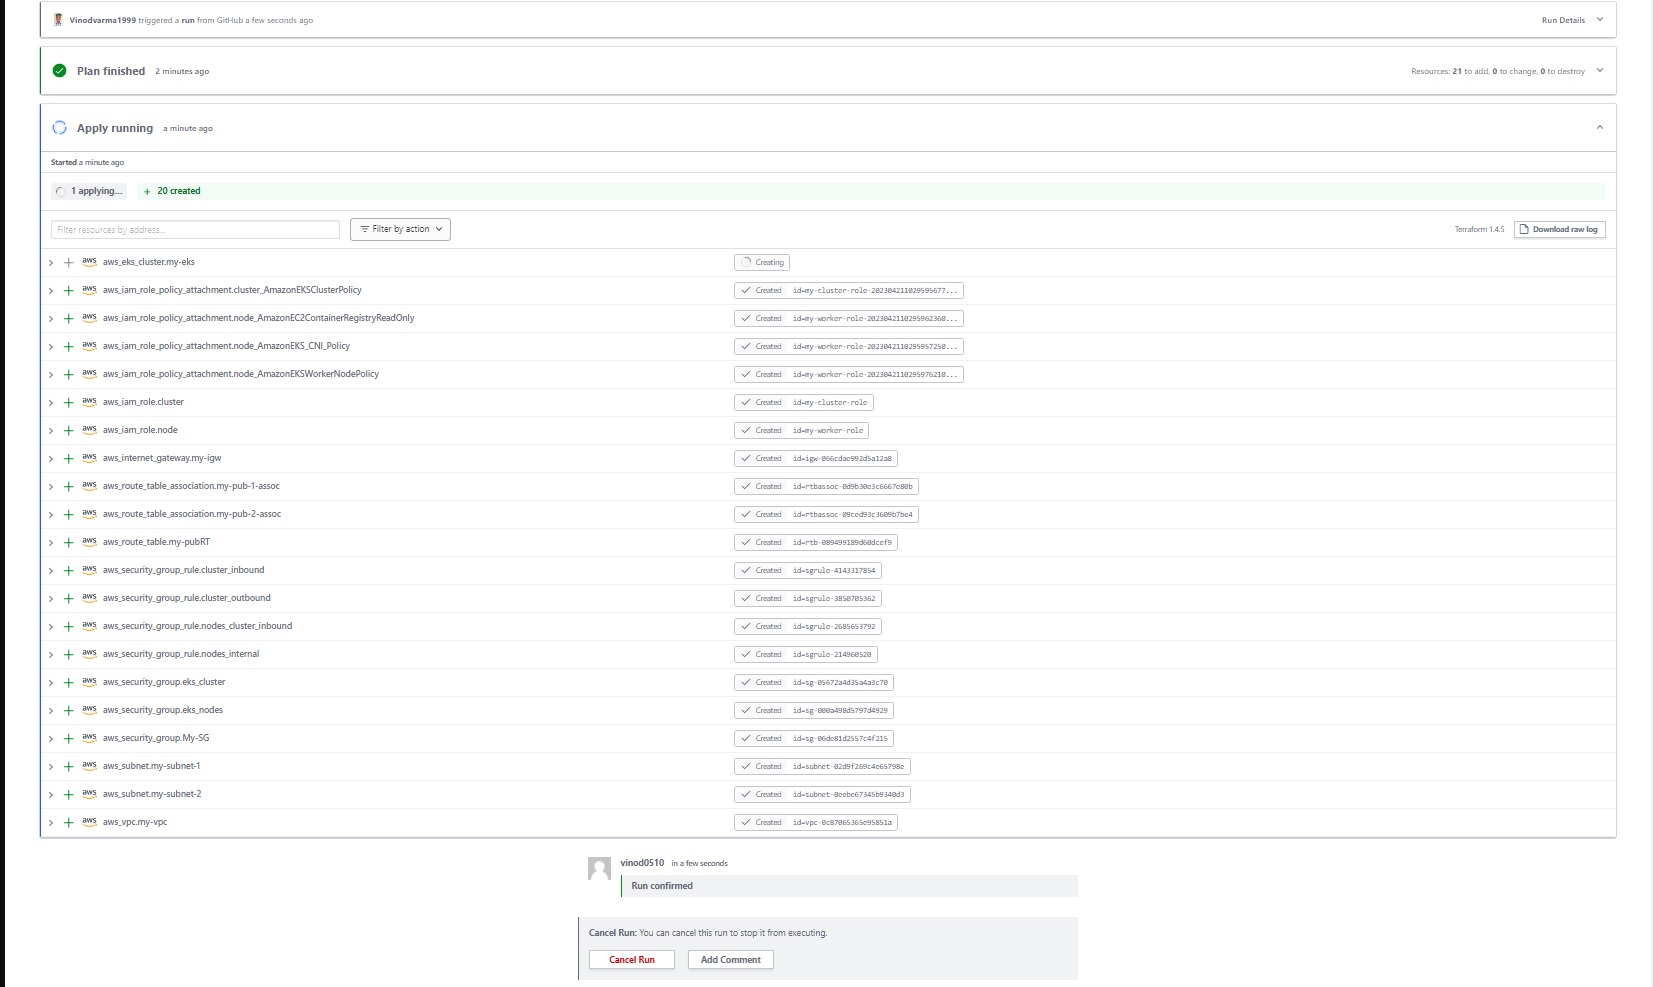 Vinodvarma1999 triggered a run from GitHub a few seconds ago Run Details
Plan finished 2 minutes ago Resources: 21 to add, 0 to change, 0 to destroy
Apply running a minute ago
Started a minute ago
1 applying... + 20 created
Filter resources by address... Filter by action Terraform 1.4.5 Download raw log
aws aws_eks_cluster.my-eks Creating
aws aws_iam_role_policy_attachment.cluster_AmazonEKSClusterPolicy Created id=my-cluster-role-202304211029595677...
aws aws_iam_role_policy_attachment.node_AmazonEC2ContainerRegistryReadOnly Created id=my-worker-role-2023042110295962360...
aws aws_iam_role_policy_attachment.node_AmazonEKS_CNI_Policy Created id=my-worker-role-2023042110295957250...
aws aws_iam_role_policy_attachment.node_AmazonEKSWorkerNodePolicy Created id=my-worker-role-2023042110295976210...
aws aws_iam_role.cluster Created id=my-cluster-role
aws aws_iam_role.node Created id=my-worker-role
aws aws_internet_gateway.my-igw Created id=igw-066cdae992d5a12a8
aws aws_route_table_association.my-pub-1-assoc Created id=rtbassoc-0d9b30e3c6667e80b
aws aws_route_table_association.my-pub-2-assoc Created id=rtbassoc-09ced93c3609b7be4
aws aws_route_table.my-pubRT Created id=rtb-089499189d60dcef9
aws aws_security_group_rule.cluster_inbound Created id=sgrule-4143317854
aws aws_security_group_rule.cluster_outbound Created id=sgrule-3850705362
aws aws_security_group_rule.nodes_cluster_inbound Created id=sgrule-2685653792
aws aws_security_group_rule.nodes_internal Created id=sgrule-214960520
aws aws_security_group.eks_cluster Created id=sg-05672a4d35a4a3c70
aws aws_security_group.eks_nodes Created id=sg-000a498d5797d4929
aws aws_security_group.My-SG Created id=sg-06de81d2557c4f215
aws aws_subnet.my-subnet-1 Created id=subnet-02d9f269c4e65798e
aws aws_subnet.my-subnet-2 Created id=subnet-0eebe67345b9340d3
aws aws_vpc.my-vpc Created id=vpc-0c87065365e95851a
vinod0510 in a few seconds
Run confirmed
Cancel Run: You can cancel this run to stop it from executing.
Cancel Run Add Comment